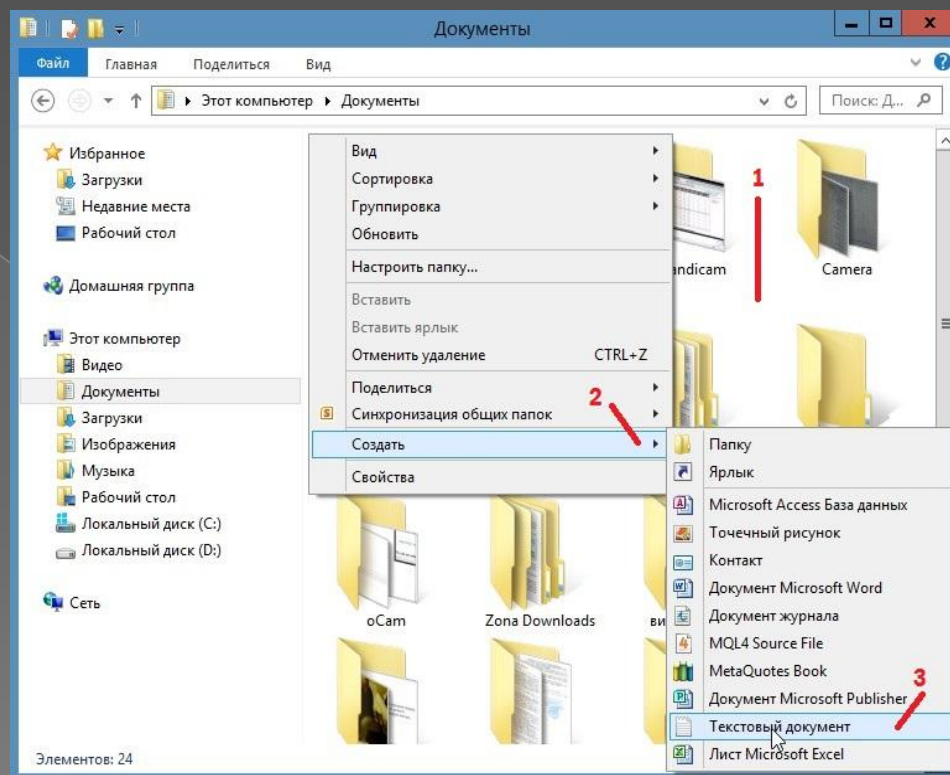 Документы
Файл Главная Поделиться Вид
Этот компьютер Документы Поиск: Д...
Избранное
Загрузки
Недавние места
Рабочий стол
Домашняя группа
Этот компьютер
Видео
Документы
Загрузки
Изображения
Музыка
Рабочий стол
Локальный диск (C:)
Локальный диск (D:)
Сеть
Вид
Сортировка
Группировка
Обновить
Настроить папку...
Вставить
Вставить ярлык
Отменить удаление CTRL+Z
Поделиться
Синхронизация общих папок
Создать
Свойства
1
2
3
andicam
Camera
oCam
Zona Downloads
ви
Папку
Ярлык
Microsoft Access База данных
Точечный рисунок
Контакт
Документ Microsoft Word
Документ журнала
MQL4 Source File
MetaQuotes Book
Документ Microsoft Publisher
Текстовый документ
Лист Microsoft Excel
Элементов: 24